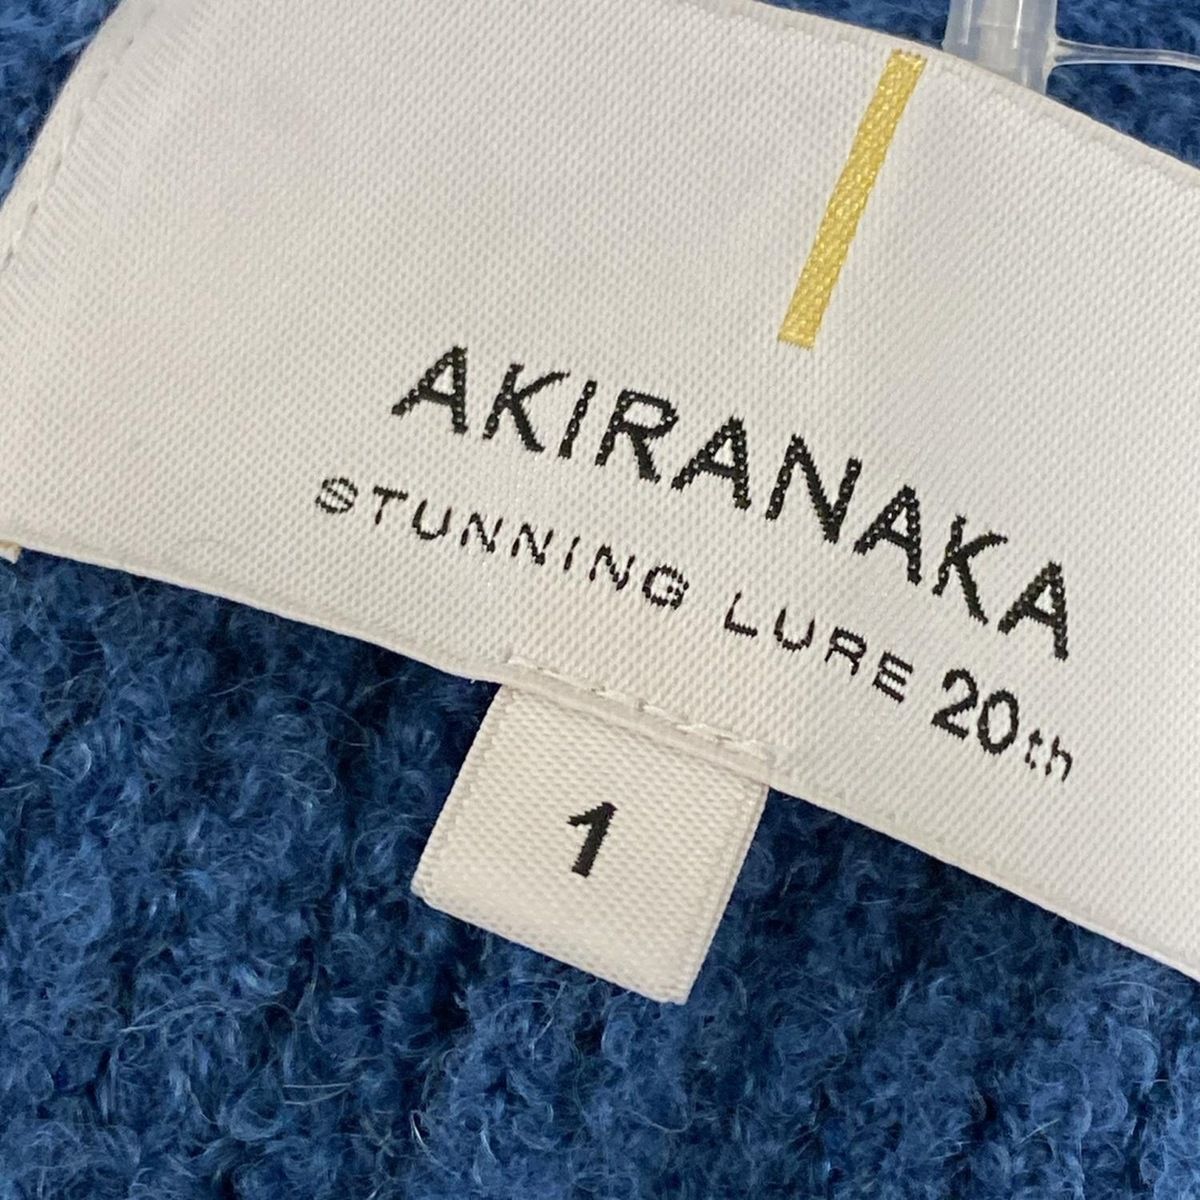 AKIRANAKA
STUNNING LURE 20th
1